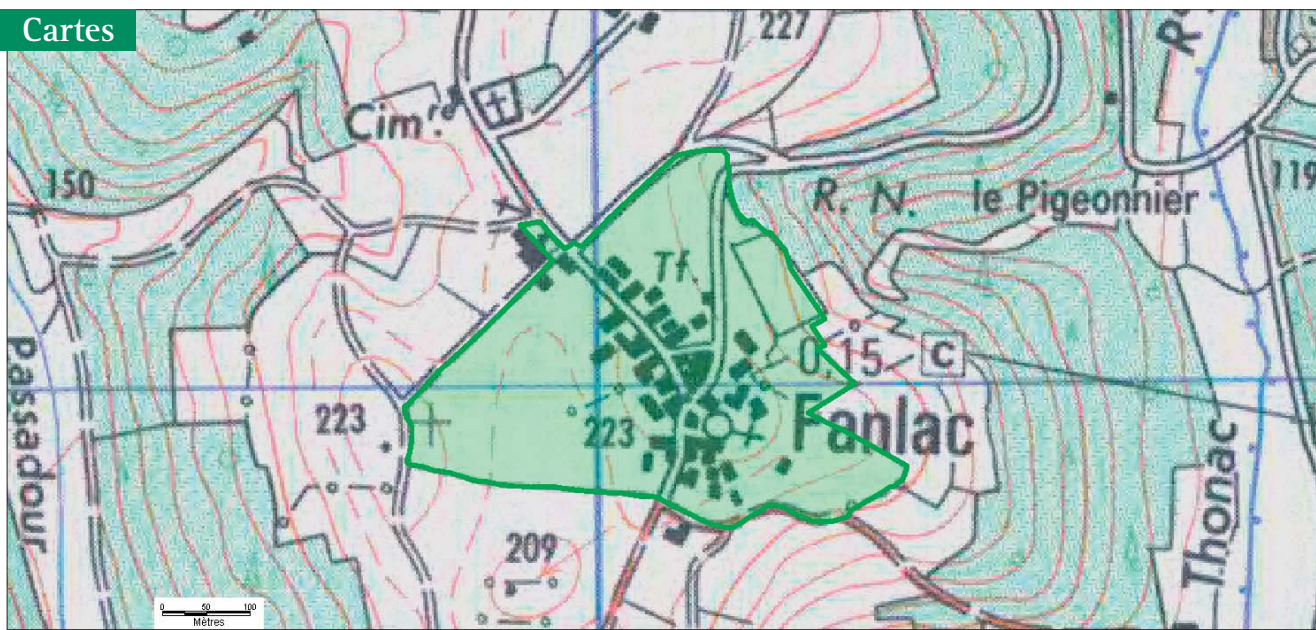 Cartes
227
R
Cim.rd
150
119
R. N. le Pigeonnier
Tf
0,15 C
Passadour
223
223
Fanlac
Thonac
209
0 50 100
Mètres